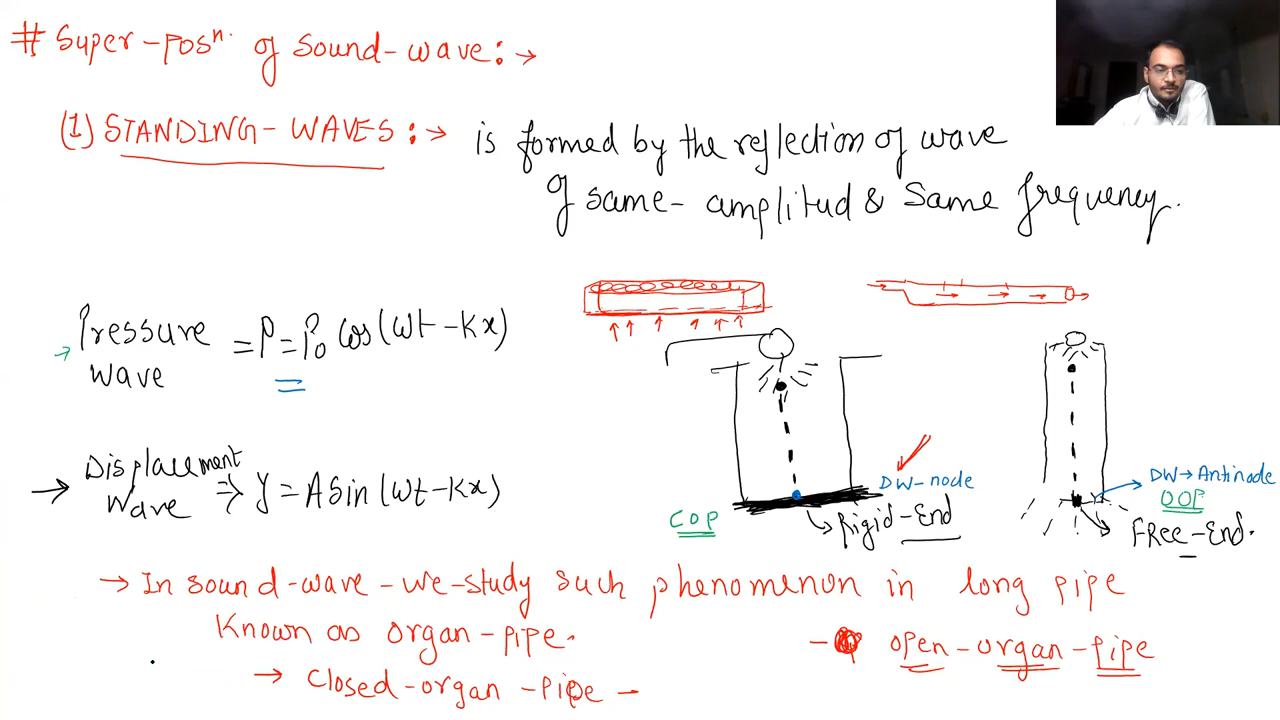 # Super-posⁿ. of sound-wave:→
(1) STANDING-WAVES:→ is formed by the reflection of wave
of same-amplitud & Same frequency.
→ Pressure wave = P = P₀ cos(ωt-Kx)
→ Displacement wave ⇒ Y = A sin(ωt-Kx)
DW-node
COP
Rigid-End
DW→Antinode
OOP
FREE-End.
→ In sound-wave-we-study such phenomenon in long pipe
Known as organ-pipe.
- open-organ-pipe
→ closed-organ-pipe -